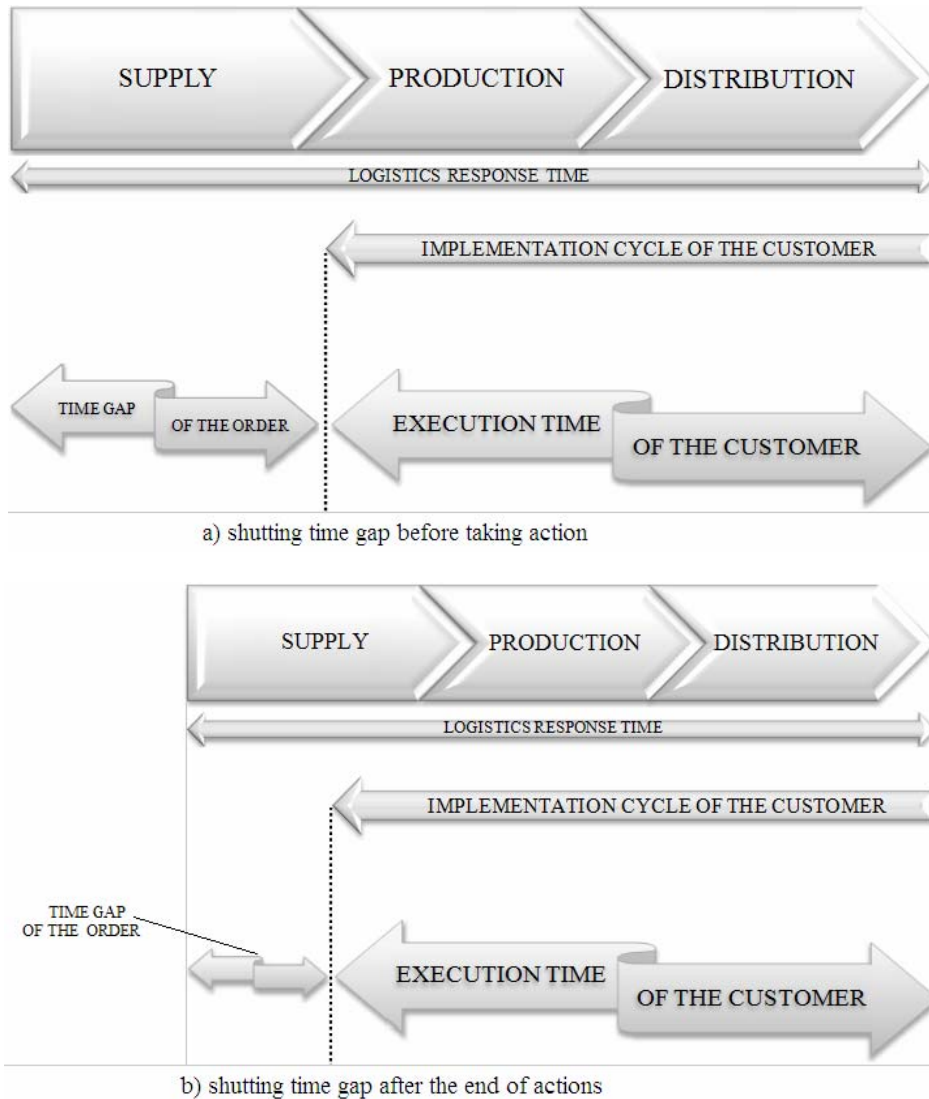 SUPPLY
PRODUCTION
DISTRIBUTION
LOGISTICS RESPONSE TIME
IMPLEMENTATION CYCLE OF THE CUSTOMER
TIME GAP
OF THE ORDER
EXECUTION TIME
OF THE CUSTOMER
a) shutting time gap before taking action
SUPPLY
PRODUCTION
DISTRIBUTION
LOGISTICS RESPONSE TIME
IMPLEMENTATION CYCLE OF THE CUSTOMER
TIME GAP
OF THE ORDER
EXECUTION TIME
OF THE CUSTOMER
b) shutting time gap after the end of actions